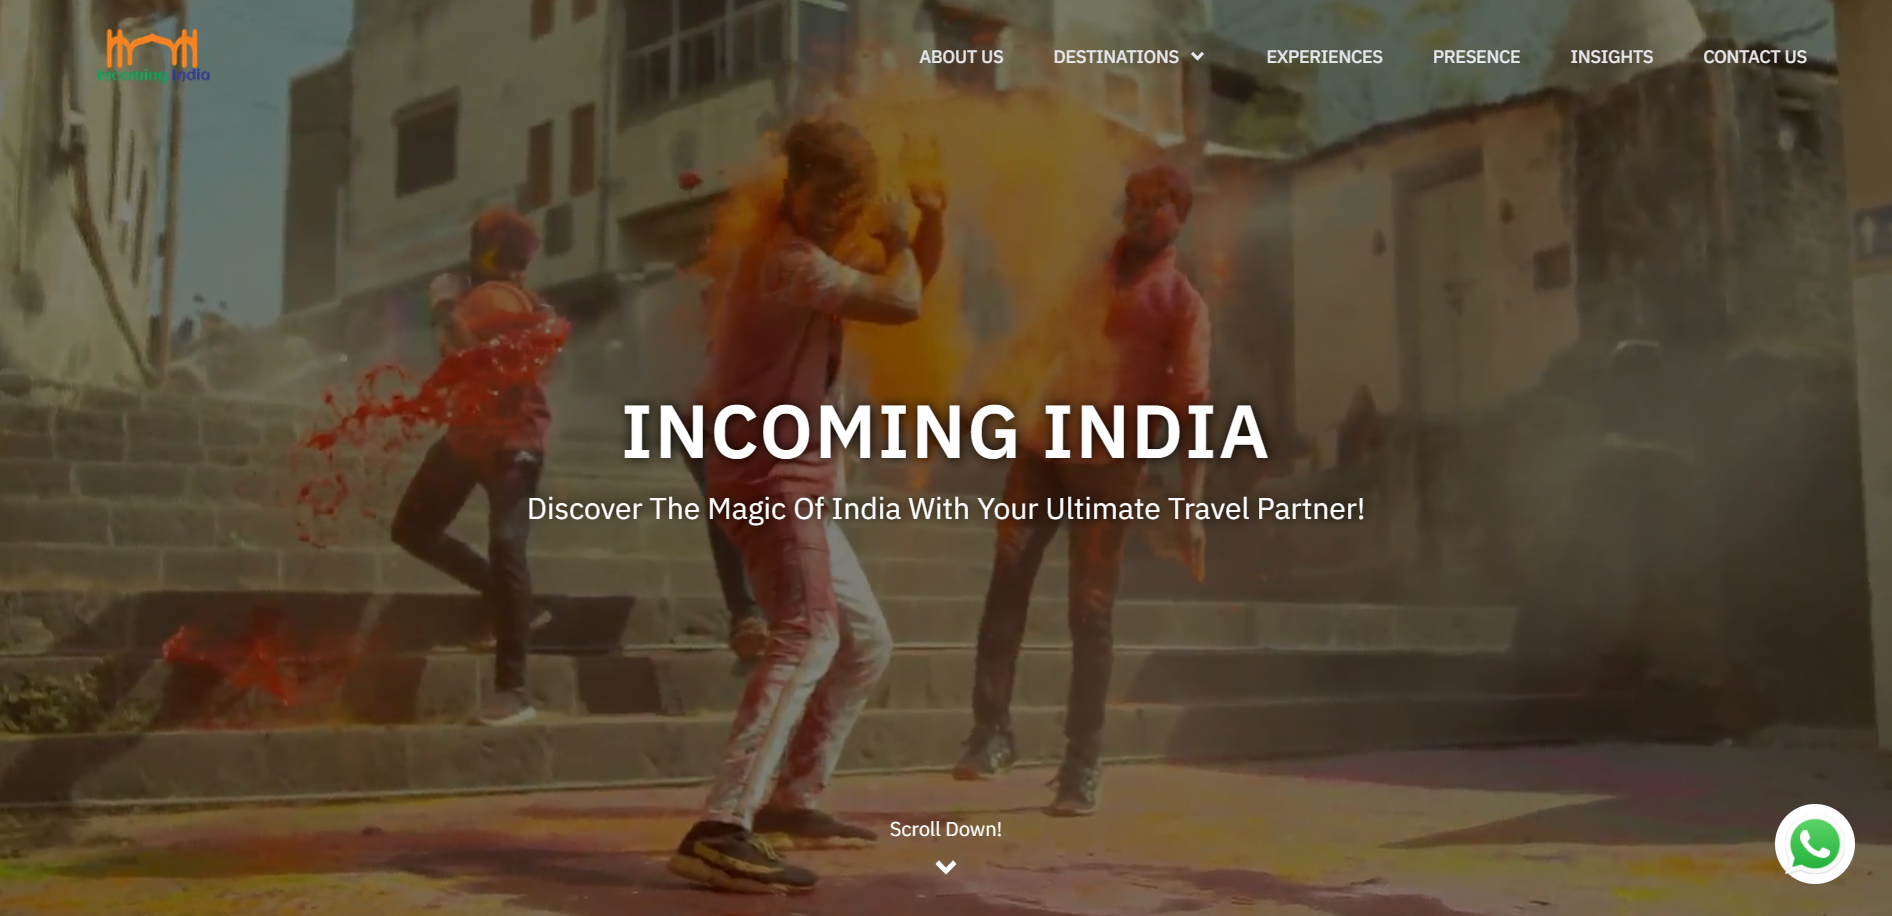 Incoming India
ABOUT US
DESTINATIONS
EXPERIENCES
PRESENCE
INSIGHTS
CONTACT US
INCOMING INDIA
Discover The Magic Of India With Your Ultimate Travel Partner!
Scroll Down!